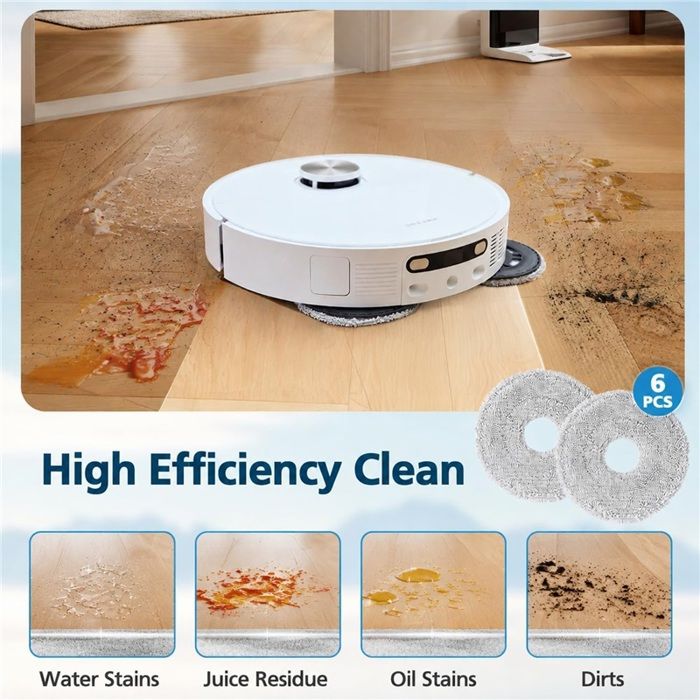 6
PCS
High Efficiency Clean
Water Stains
Juice Residue
Oil Stains
Dirts